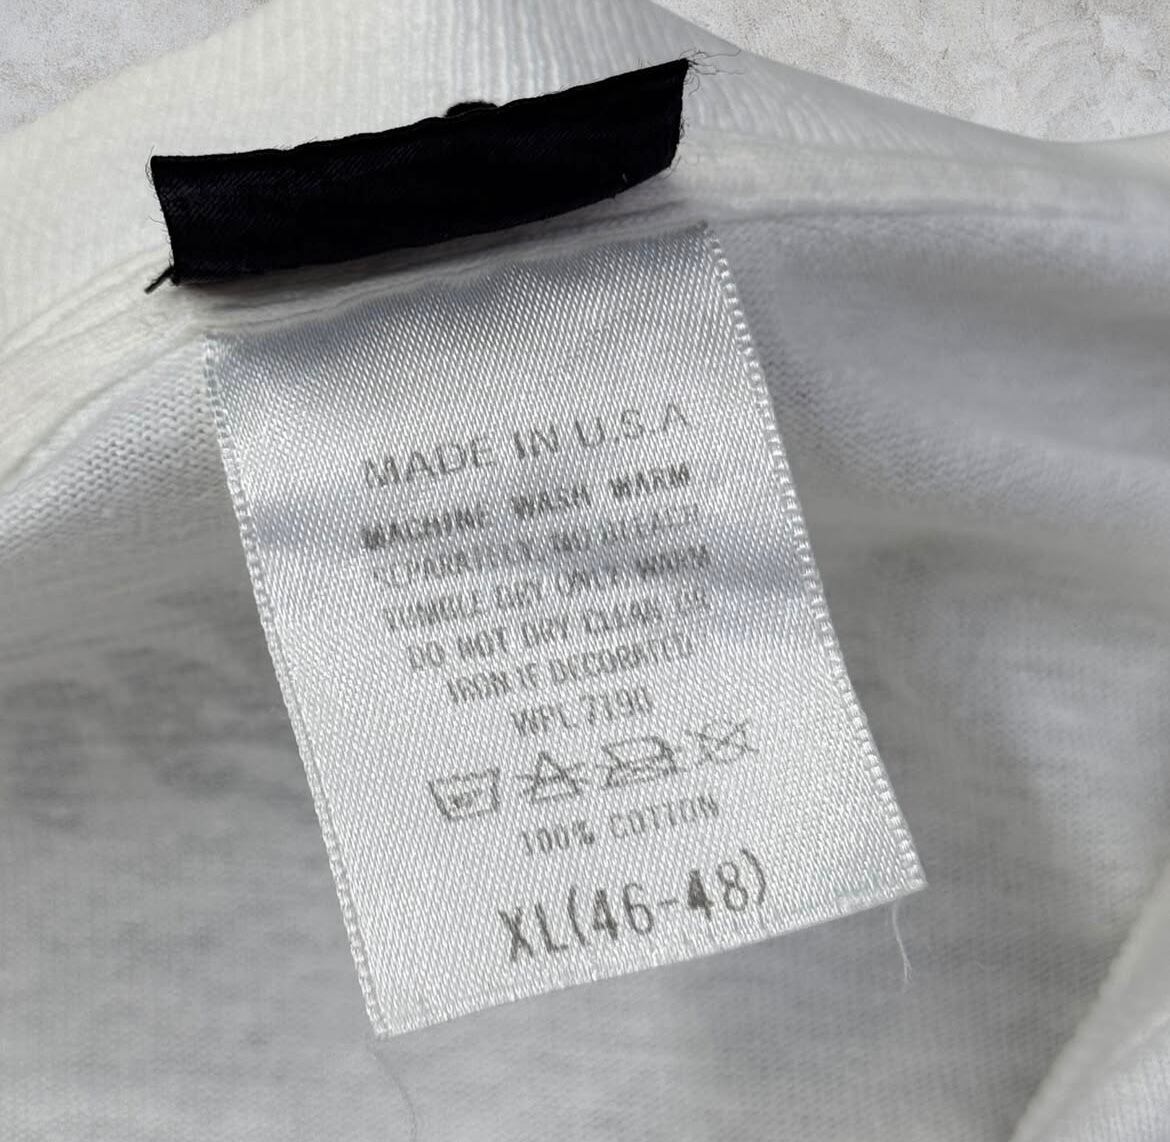 MADE IN U.S.A
MACHINE WASH WARM
SEPARATELY NO BLEACH
TUMBLE DRY ONLY WARM
DO NOT DRY CLEAN OR
IRON IF DECORATED
WPL 7190
100% COTTON
XL(46-48)